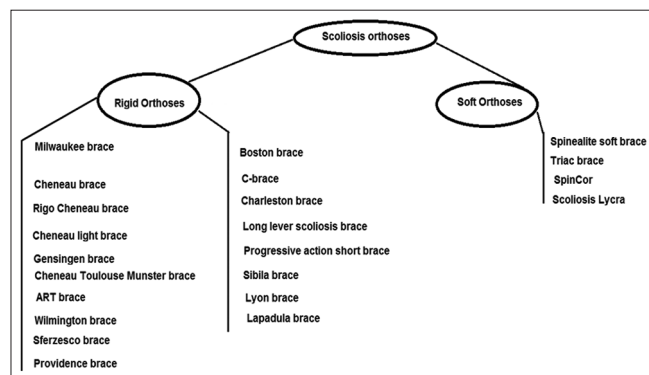 Scoliosis orthoses
Rigid Orthoses
Soft Orthoses
Milwaukee brace
Cheneau brace
Rigo Cheneau brace
Cheneau light brace
Gensingen brace
Cheneau Toulouse Munster brace
ART brace
Wilmington brace
Sferzesco brace
Providence brace
Boston brace
C-brace
Charleston brace
Long lever scoliosis brace
Progressive action short brace
Sibila brace
Lyon brace
Lapadula brace
Spinealite soft brace
Triac brace
SpinCor
Scoliosis Lycra